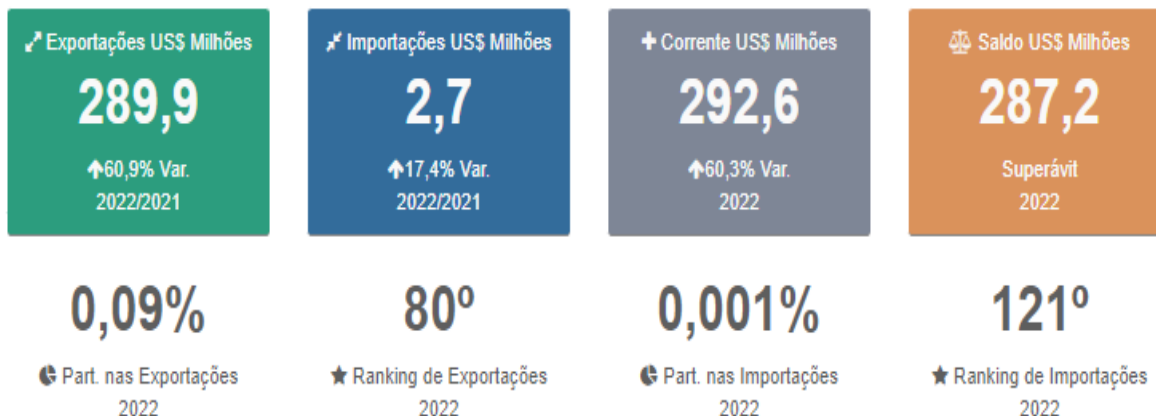 Exportações US$ Milhões
289,9
60,9% Var.
2022/2021
Importações US$ Milhões
2,7
17,4% Var.
2022/2021
Corrente US$ Milhões
292,6
60,3% Var.
2022
Saldo US$ Milhões
287,2
Superávit
2022
0,09%
Part. nas Exportações
2022
80º
Ranking de Exportações
2022
0,001%
Part. nas Importações
2022
121º
Ranking de Importações
2022